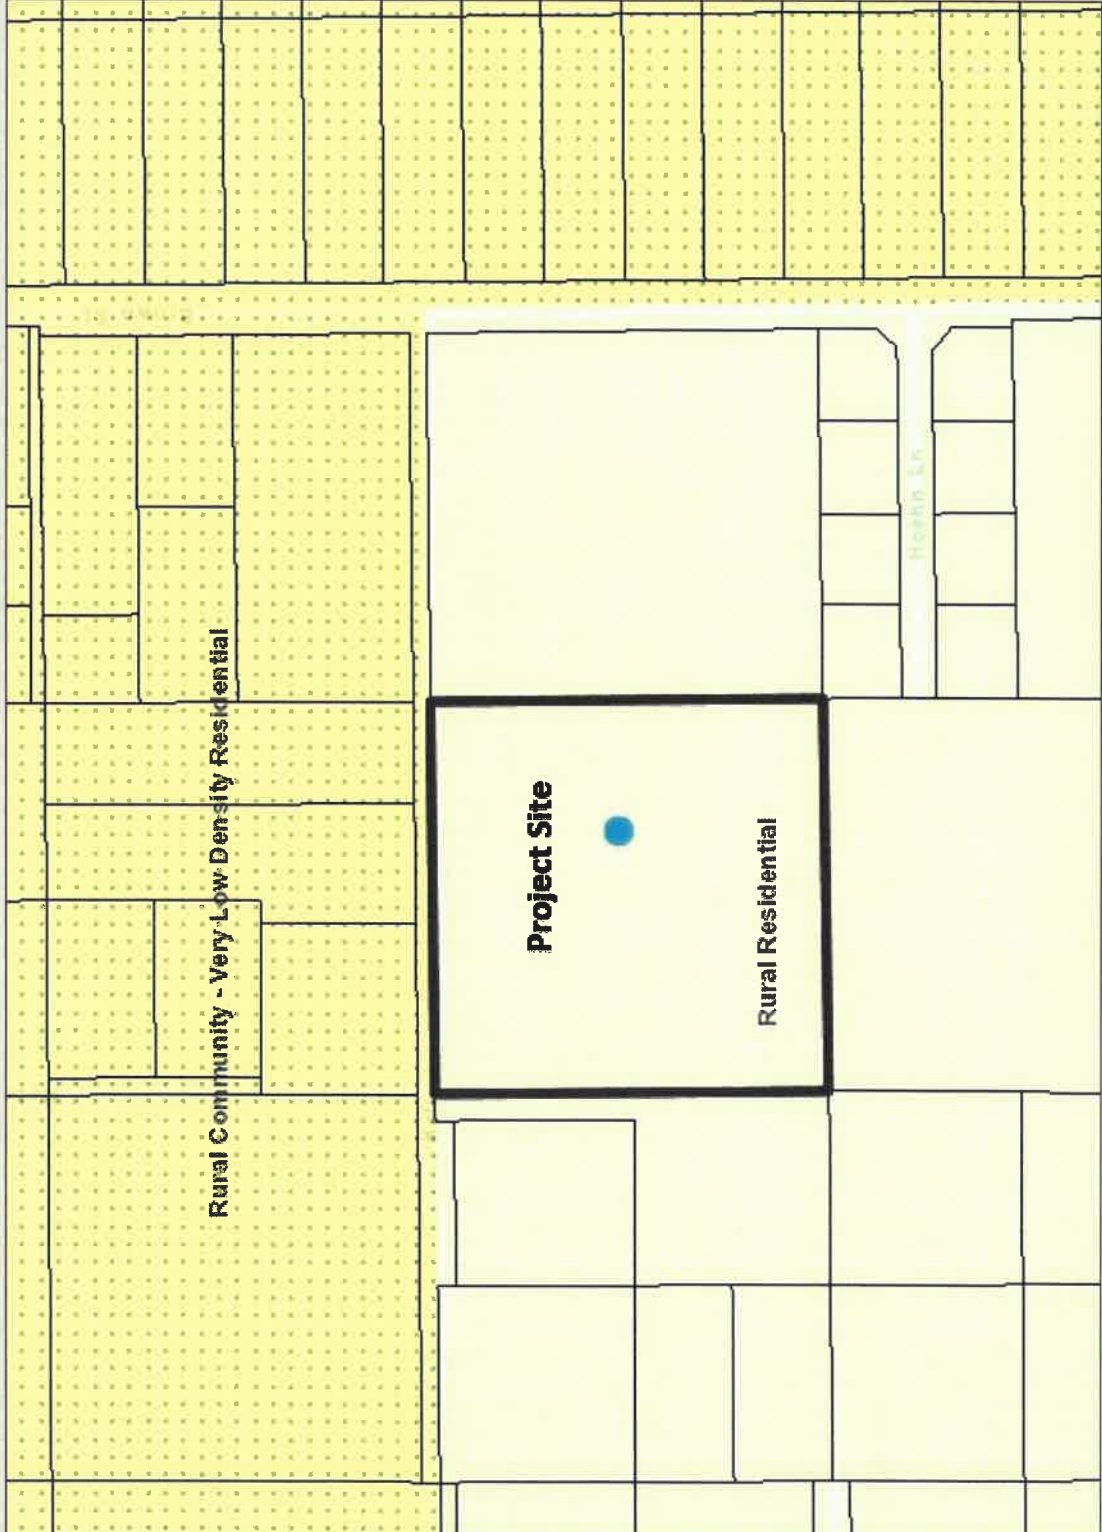 Rural Community - Very Low Density Residential
Project Site
Rural Residential
Hoehn Ln